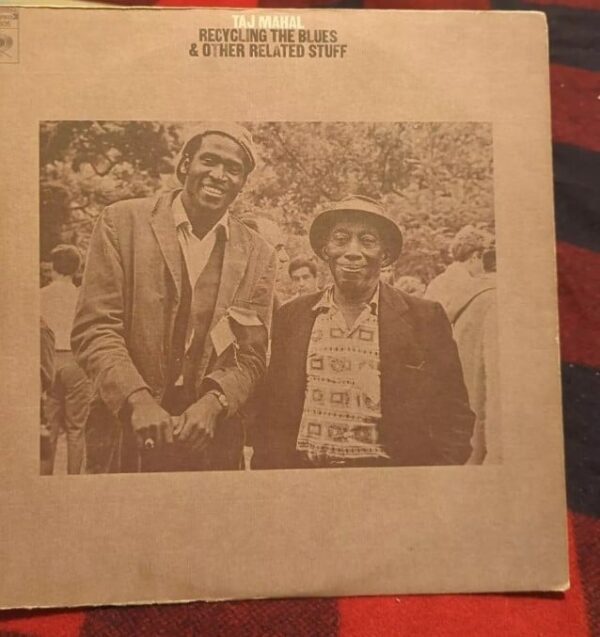 TAJ MAHAL
RECYCLING THE BLUES
& OTHER RELATED STUFF